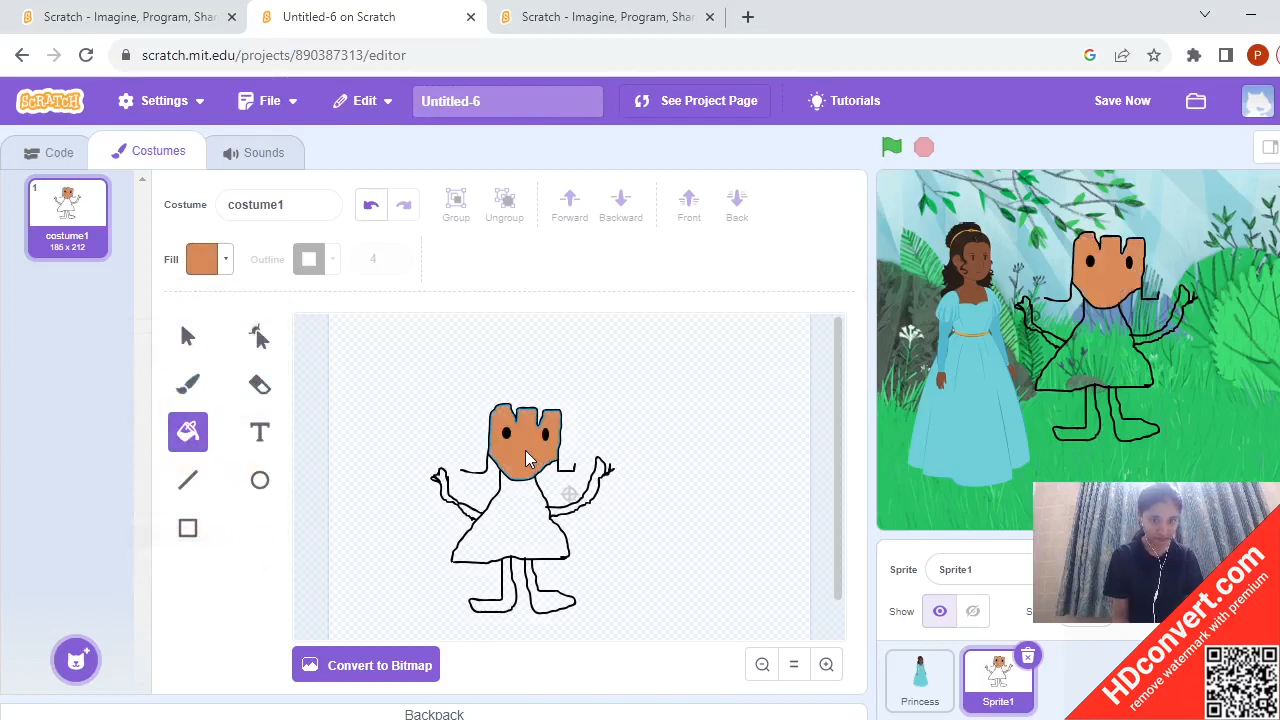 Scratch - Imagine, Program, Shar
Untitled-6 on Scratch
Scratch - Imagine, Program, Shar
scratch.mit.edu/projects/890387313/editor
G
P
SCRATCH
Settings
File
Edit
Untitled-6
See Project Page
Tutorials
Save Now
Code
Costumes
Sounds
1
costume1
185 x 212
Costume
costume1
Group
Ungroup
Forward
Backward
Front
Back
Fill
Outline
4
T
Convert to Bitmap
Backpack
Sprite
Sprite1
Show
S
Princess
Sprite1
HDconvert.com
remove watermark with premium